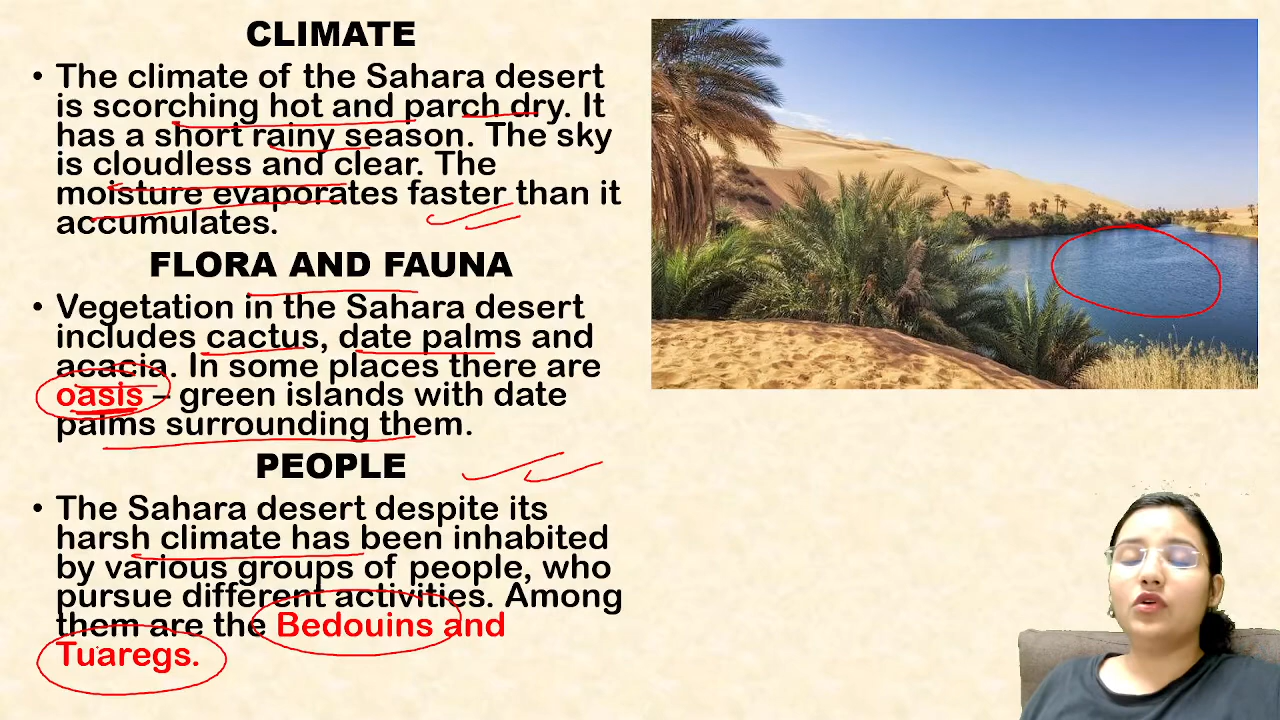 CLIMATE
• The climate of the Sahara desert
is scorching hot and parch dry. It
has a short rainy season. The sky
is cloudless and clear. The
moisture evaporates faster than it
accumulates.
FLORA AND FAUNA
• Vegetation in the Sahara desert
includes cactus, date palms and
acacia. In some places there are
oasis – green islands with date
palms surrounding them.
PEOPLE
• The Sahara desert despite its
harsh climate has been inhabited
by various groups of people, who
pursue different activities. Among
them are the Bedouins and
Tuaregs.